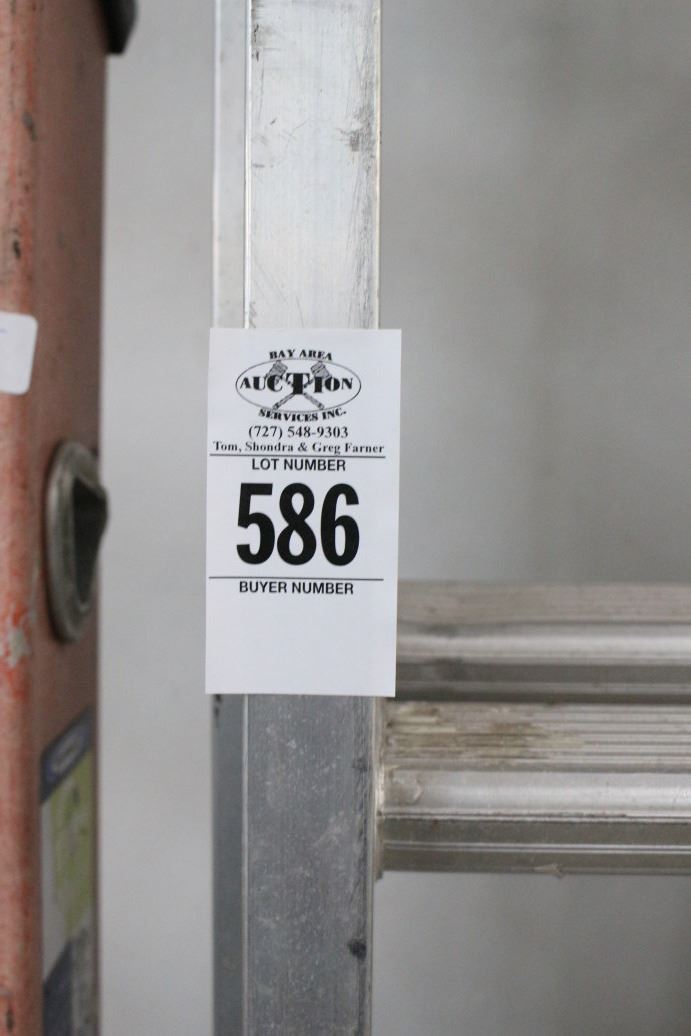 BAY AREA
AUCTION
SERVICES INC.
(727) 548-9303
Tom, Shondra & Greg Farner
LOT NUMBER
586
BUYER NUMBER